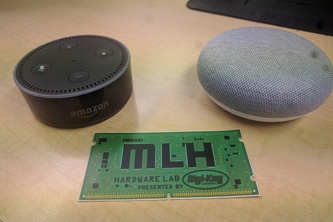 amazon
MLH
HARDWARE LAB
PRESENTED BY Digi-Key